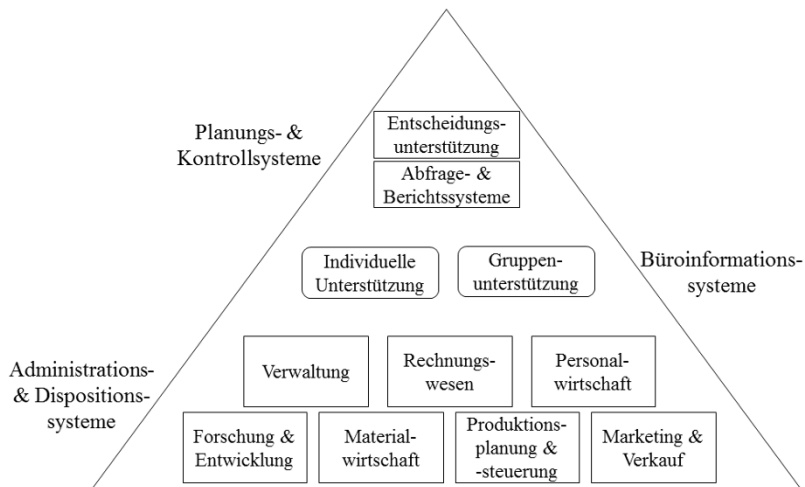 Planungs- &
Kontrollsysteme
Entscheidungs-
unterstützung
Abfrage- &
Berichtssysteme
Individuelle
Unterstützung
Gruppen-
unterstützung
Büroinformations-
systeme
Administrations-
& Dispositions-
systeme
Verwaltung
Rechnungs-
wesen
Personal-
wirtschaft
Forschung &
Entwicklung
Material-
wirtschaft
Produktions-
planung &
-steuerung
Marketing &
Verkauf